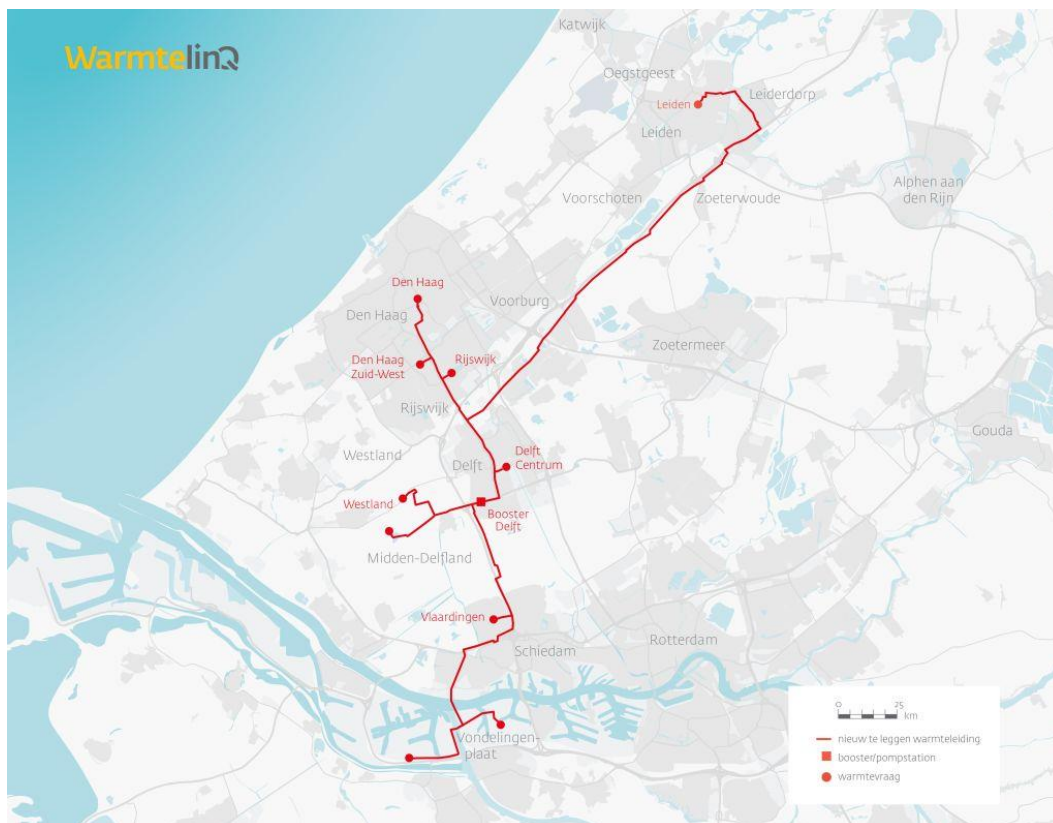 WarmtelinQ
Katwijk
Oegstgeest
Leiderdorp
Leiden
Leiden
Alphen aan
den Rijn
Voorschoten
Zoeterwoude
Den Haag
Voorburg
Den Haag
Zoetermeer
Den Haag
Zuid-West
Rijswijk
Rijswijk
Gouda
Westland
Delft
Delft
Centrum
Westland
Booster
Delft
Midden-Delfland
Vlaardingen
Schiedam
Rotterdam
Vondelingen-
plaat
0 25
km
nieuw te leggen warmteleiding
booster/pompstation
warmtevraag